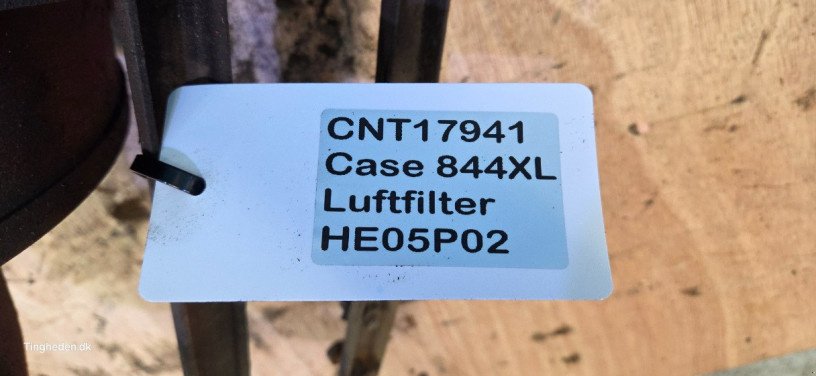 CNT17941
Case 844XL
Luftfilter
HE05P02
Tingheden.dk